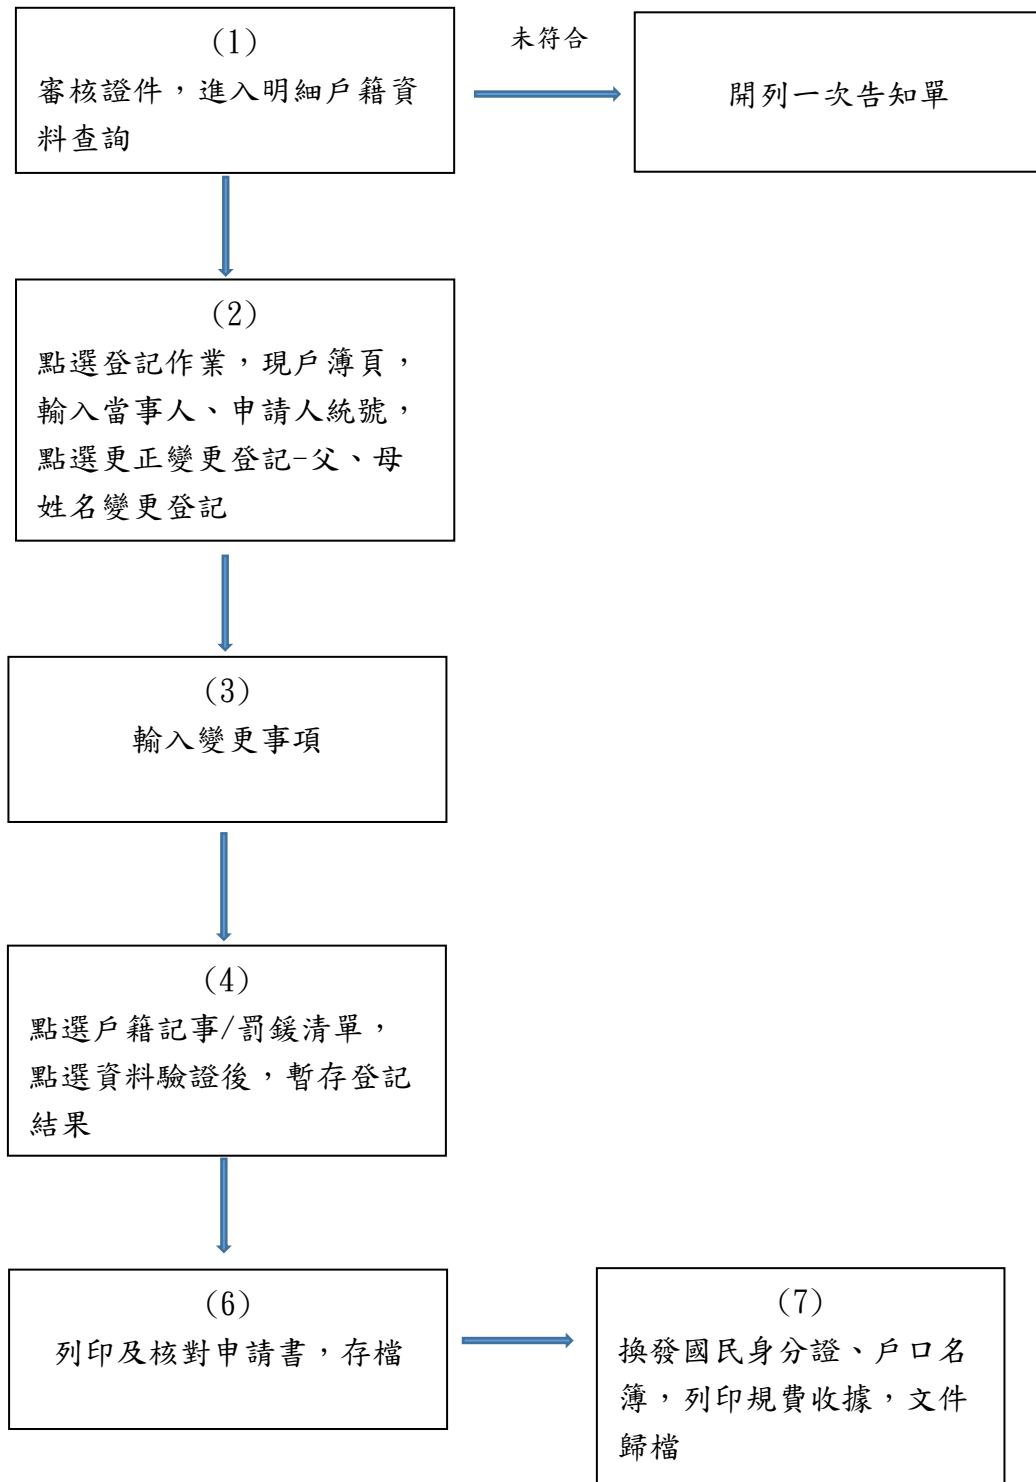 (1)
審核證件，進入明細戶籍資
料查詢
未符合
開列一次告知單
(2)
點選登記作業，現戶簿頁，
輸入當事人、申請人統號，
點選更正變更登記-父、母
姓名變更登記
(3)
輸入變更事項
(4)
點選戶籍記事/罰鍰清單，
點選資料驗證後，暫存登記
結果
(6)
列印及核對申請書，存檔
(7)
換發國民身分證、戶口名
簿，列印規費收據，文件
歸檔